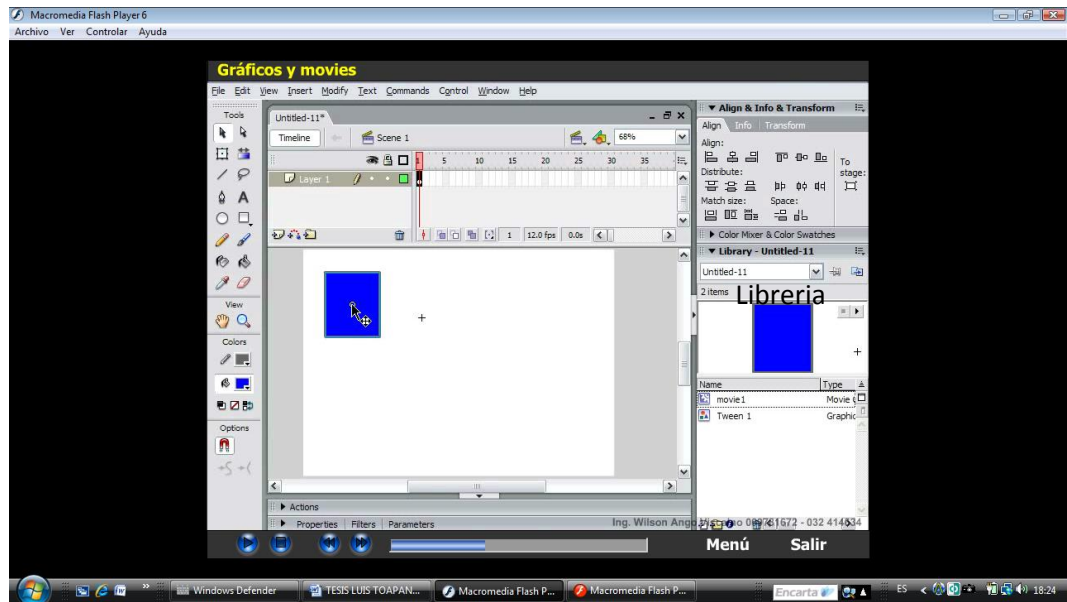 Macromedia Flash Player 6
Archivo Ver Controlar Ayuda
Gráficos y movies
File Edit View Insert Modify Text Commands Control Window Help
Tools
View
Colors
Options
Untitled-11*
Timeline Scene 1 68%
1 5 10 15 20 25 30 35
Layer 1
1 12.0 fps 0.0s
Actions
Properties Filters Parameters
Align & Info & Transform
Align Info Transform
Align:
To stage:
Distribute:
Match size: Space:
Color Mixer & Color Swatches
Library - Untitled-11
Untitled-11
2 items
Libreria
Name Type
movie1 Movie
Tween 1 Graphic
Ing. Wilson Ango
032
Menú Salir
Windows Defender TESIS LUIS TOAPAN... Macromedia Flash P... Macromedia Flash P... Encarta ES 18:24